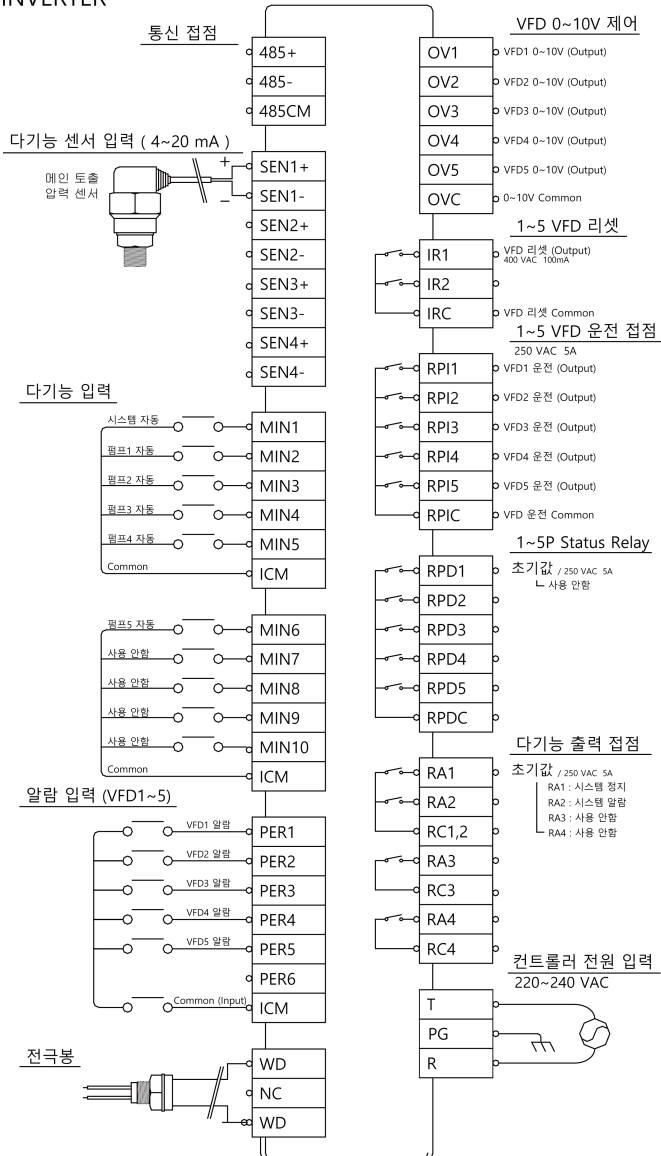 INVERTER
통신 접점
485+
485-
485CM
다기능 센서 입력 ( 4~20 mA )
메인 토출
압력 센서
+
−
SEN1+
SEN1-
SEN2+
SEN2-
SEN3+
SEN3-
SEN4+
SEN4-
다기능 입력
시스템 자동
MIN1
펌프1 자동
MIN2
펌프2 자동
MIN3
펌프3 자동
MIN4
펌프4 자동
MIN5
Common
ICM
펌프5 자동
MIN6
사용 안함
MIN7
사용 안함
MIN8
사용 안함
MIN9
사용 안함
MIN10
Common
ICM
알람 입력 (VFD1~5)
VFD1 알람
PER1
VFD2 알람
PER2
VFD3 알람
PER3
VFD4 알람
PER4
VFD5 알람
PER5
PER6
Common (Input)
ICM
전극봉
WD
NC
WD
VFD 0~10V 제어
OV1
VFD1 0~10V (Output)
OV2
VFD2 0~10V (Output)
OV3
VFD3 0~10V (Output)
OV4
VFD4 0~10V (Output)
OV5
VFD5 0~10V (Output)
OVC
0~10V Common
1~5 VFD 리셋
IR1
VFD 리셋 (Output)
400 VAC 100mA
IR2
IRC
VFD 리셋 Common
1~5 VFD 운전 접점
250 VAC 5A
RPI1
VFD1 운전 (Output)
RPI2
VFD2 운전 (Output)
RPI3
VFD3 운전 (Output)
RPI4
VFD4 운전 (Output)
RPI5
VFD5 운전 (Output)
RPIC
VFD 운전 Common
1~5P Status Relay
RPD1
초기값 / 250 VAC 5A
사용 안함
RPD2
RPD3
RPD4
RPD5
RPDC
다기능 출력 접점
RA1
초기값 / 250 VAC 5A
RA1 : 시스템 정지
RA2
RA2 : 시스템 알람
RA3 : 사용 안함
RC1,2
RA4 : 사용 안함
RA3
RC3
RA4
RC4
컨트롤러 전원 입력
220~240 VAC
T
PG
R